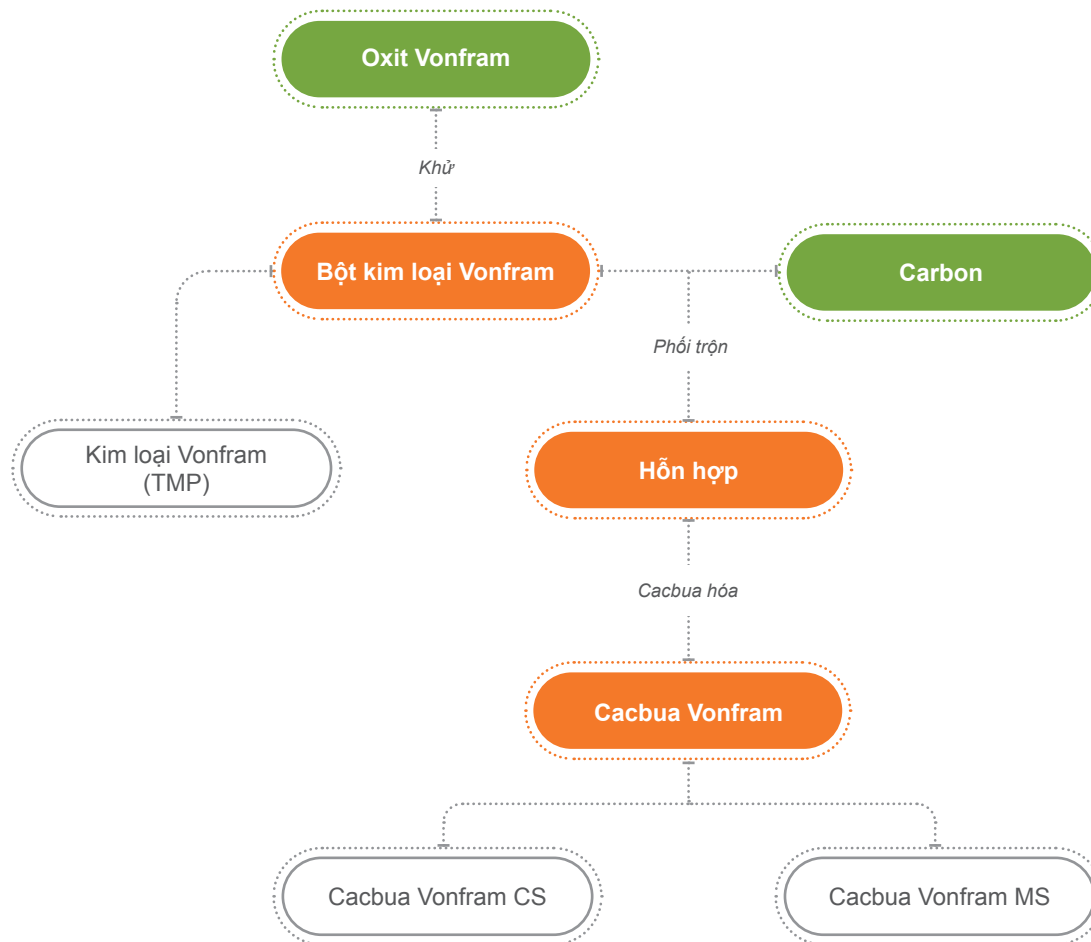 Oxit Vonfram
Khử
Bột kim loại Vonfram
Carbon
Phối trộn
Kim loại Vonfram
(TMP)
Hỗn hợp
Cacbua hóa
Cacbua Vonfram
Cacbua Vonfram CS
Cacbua Vonfram MS